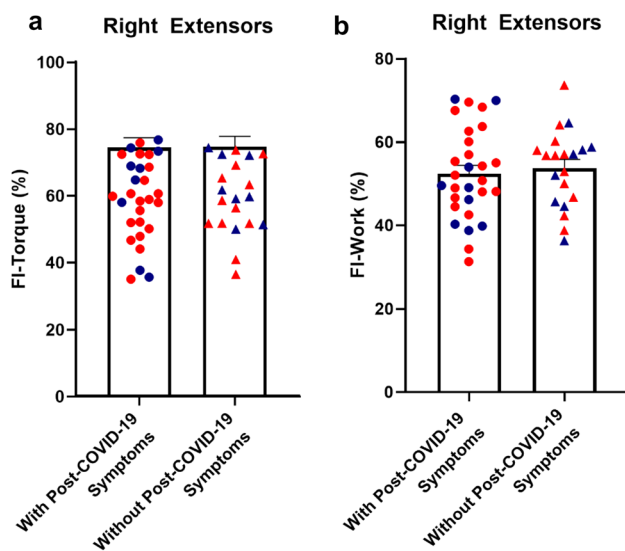 a
Right Extensors
FI-Torque (%)
100
80
60
40
20
0
With Post-COVID-19
Symptoms
Without Post-COVID-19
Symptoms
b
Right Extensors
FI-Work (%)
80
60
40
20
0
With Post-COVID-19
Symptoms
Without Post-COVID-19
Symptoms